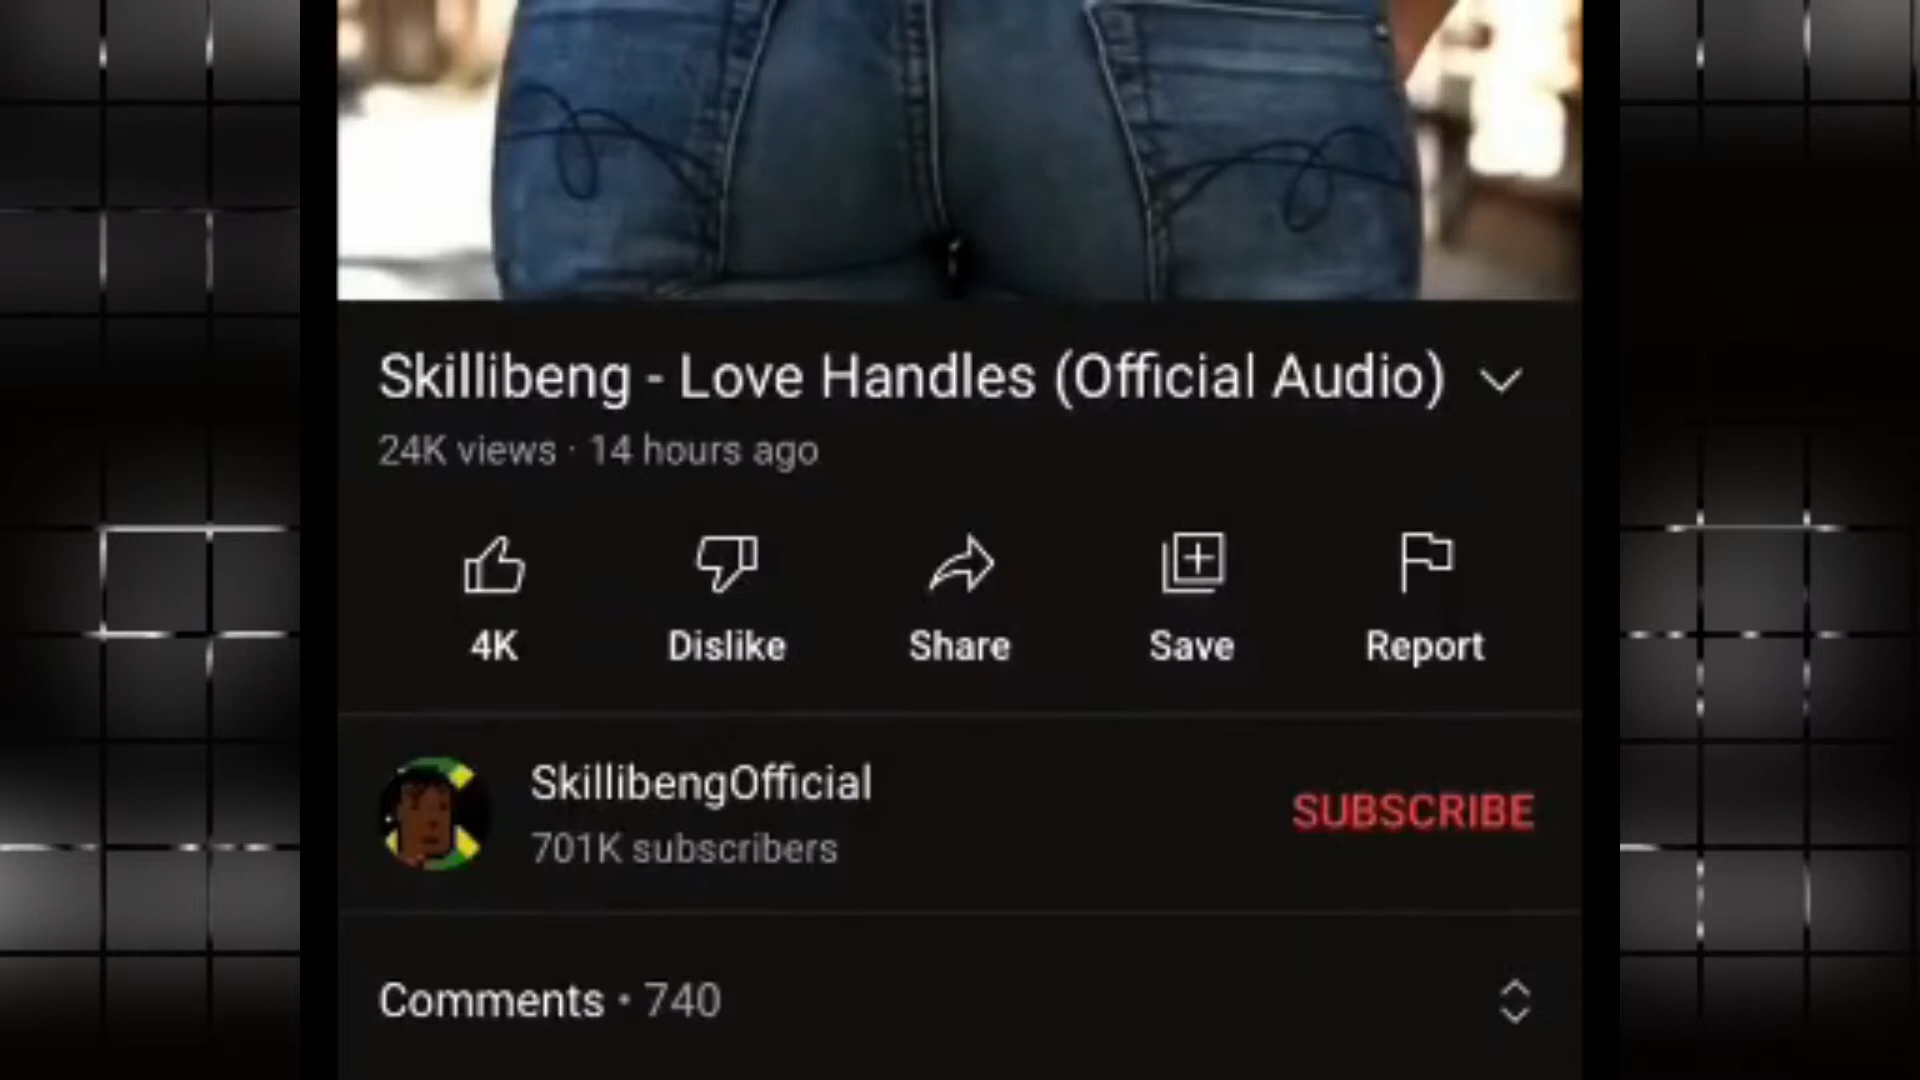 Skillibeng - Love Handles (Official Audio)
24K views · 14 hours ago
4K Dislike Share Save Report
SkillibengOfficial
701K subscribers
SUBSCRIBE
Comments · 740